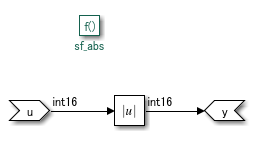 f()
sf_abs
u
int16
|u|
int16
y